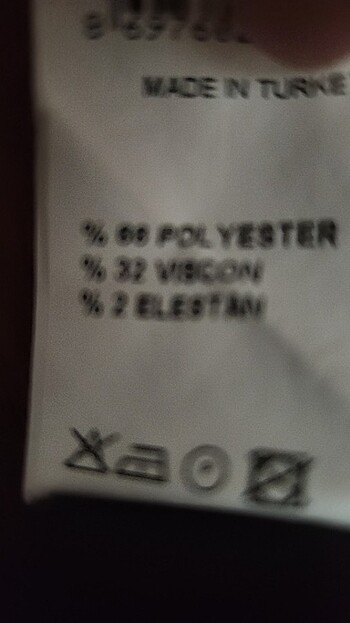 MADE IN TURKE
% 66 POLYESTER
% 32 VISCON
% 2 ELESTAN